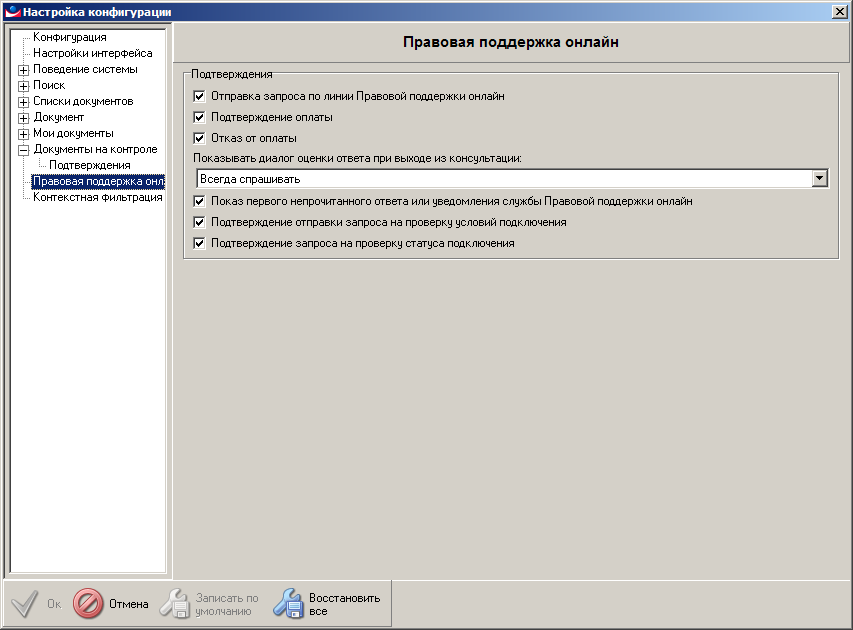 Настройка конфигурации
Конфигурация
Настройки интерфейса
Поведение системы
Поиск
Списки документов
Документ
Мои документы
Документы на контроле
Подтверждения
Правовая поддержка онл
Контекстная фильтрация
Правовая поддержка онлайн
Подтверждения
Отправка запроса по линии Правовой поддержки онлайн
Подтверждение оплаты
Отказ от оплаты
Показывать диалог оценки ответа при выходе из консультации:
Всегда спрашивать
Показ первого непрочитанного ответа или уведомления службы Правовой поддержки онлайн
Подтверждение отправки запроса на проверку условий подключения
Подтверждение запроса на проверку статуса подключения
Ок
Отмена
Записать по
умолчанию
Восстановить
все